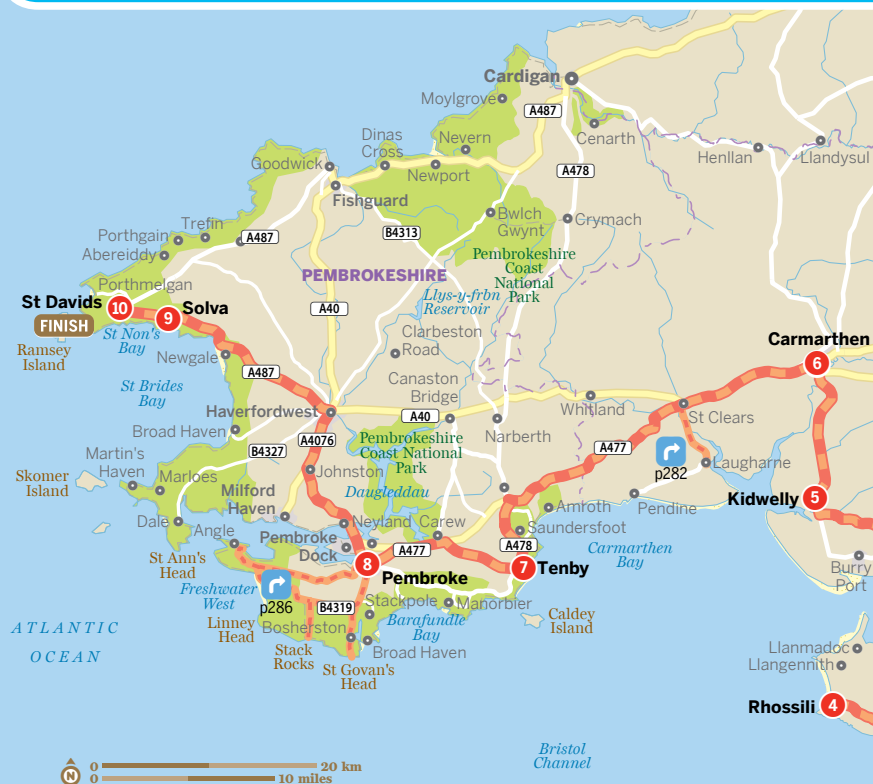 Cardigan
Moylgrove
A487
Cenarth
Dinas
Cross
Nevern
Henllan
Llandysul
Goodwick
Newport
A478
Fishguard
Bwlch
Gwynt
Crymach
Trefin
Porthgain
A487
B4313
Abereiddy
Pembrokeshire
Coast
National
Park
PEMBROKESHIRE
Porthmelgan
Llys-y-frbn
Reservoir
St Davids
10
9
Solva
A40
FINISH
St Non's
Bay
Clarbeston
Road
Carmarthen
6
Ramsey
Island
Newgale
A487
St Brides
Bay
Canaston
Bridge
Whitland
Haverfordwest
A40
St Clears
Broad Haven
A4076
Pembrokeshire
Coast National
Park
Narberth
A477
B4327
p282
Laugharne
Martin's
Haven
Johnston
Skomer
Island
Marloes
Daugleddau
Kidwelly
5
Milford
Haven
Pendine
Dale
Amroth
Angle
Neyland
Carew
Saundersfoot
Pembroke
Dock
A477
A478
Carmarthen
Bay
St Ann's
Head
8
7
Tenby
Burry
Port
Freshwater
West
p286
Pembroke
B4319
Stackpole
Manorbier
Linney
Head
Bosherston
Barafundle
Bay
Caldey
Island
ATLANTIC
OCEAN
Broad Haven
Stack
Rocks
St Govan's
Head
Llanmadoc
Llangennith
Rhossili
4
Bristol
Channel
N
0
20 km
0
10 miles